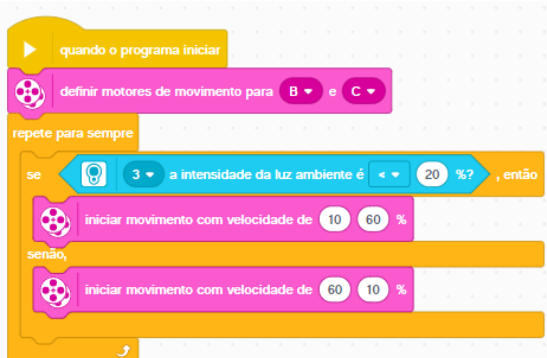 quando o programa iniciar
definir motores de movimento para B e C
repete para sempre
se 3 a intensidade da luz ambiente é < 20 %? , então
iniciar movimento com velocidade de 10 60 %
senão,
iniciar movimento com velocidade de 60 10 %